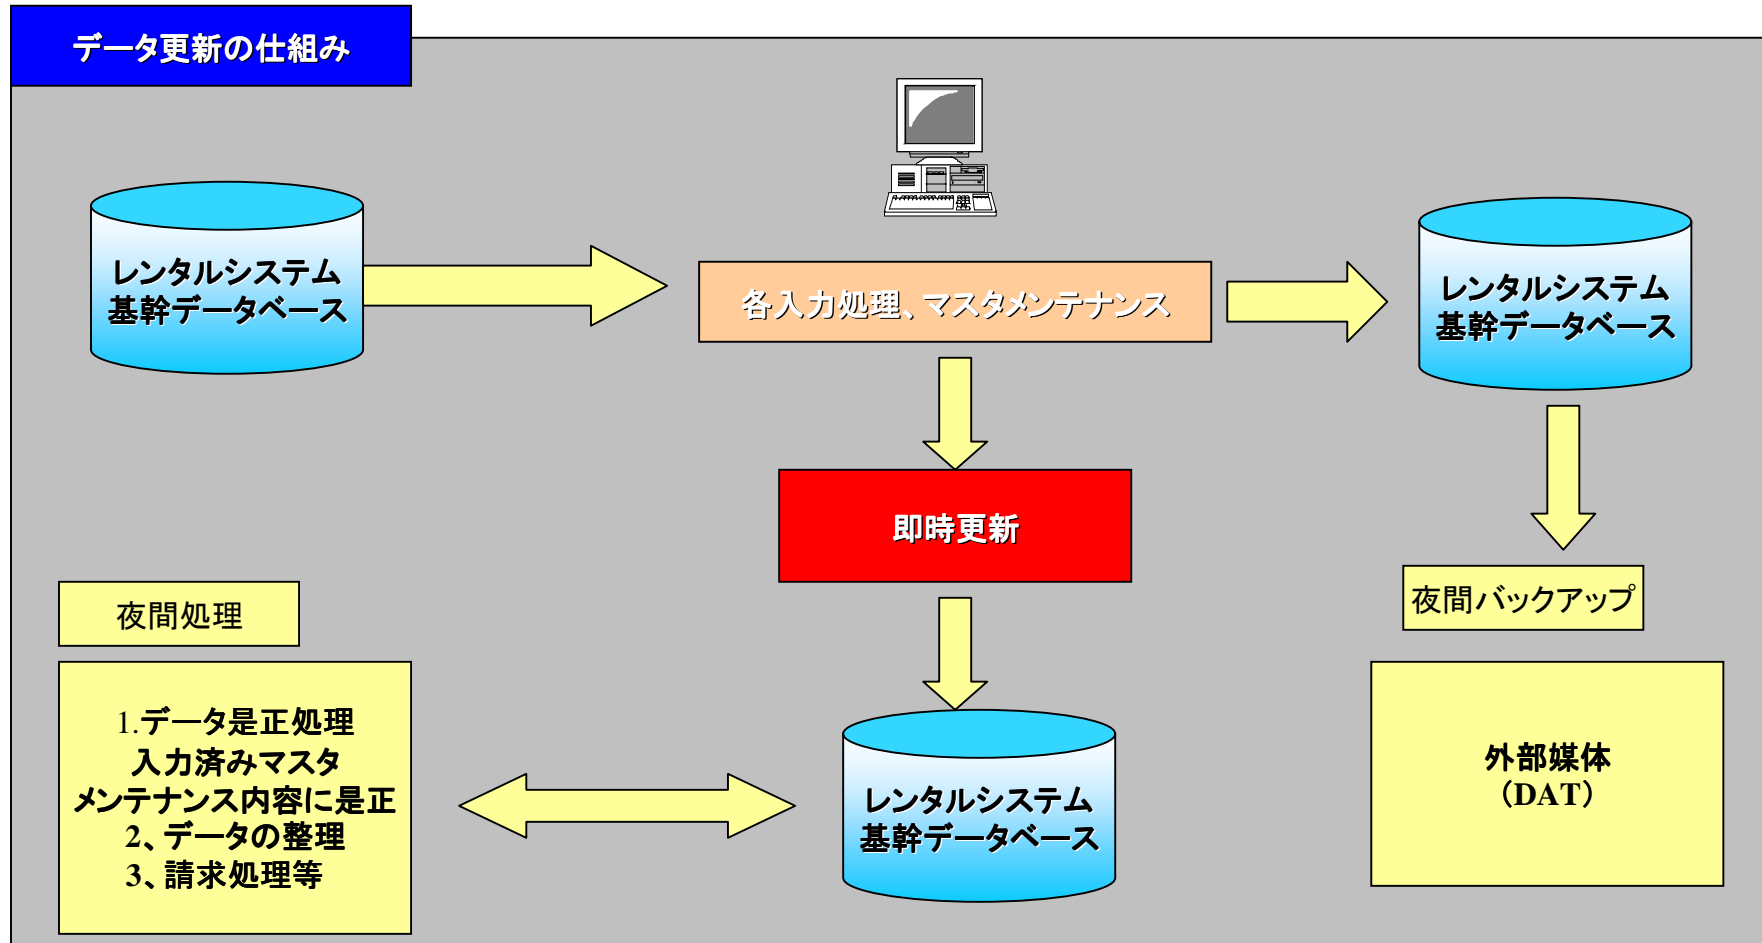 データ更新の仕組み
レンタルシステム
基幹データベース
各入力処理、マスタメンテナンス
レンタルシステム
基幹データベース
即時更新
夜間処理
夜間バックアップ
1.データ是正処理
入力済みマスタ
メンテナンス内容に是正
2、データの整理
3、請求処理等
レンタルシステム
基幹データベース
外部媒体
（DAT）